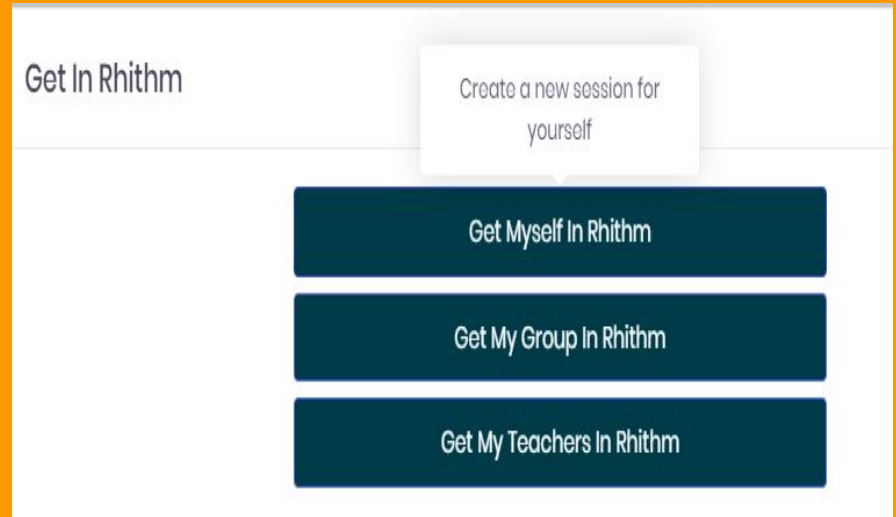 Get In Rhithm
Create a new session for
yourself
Get Myself In Rhithm
Get My Group In Rhithm
Get My Teachers In Rhithm